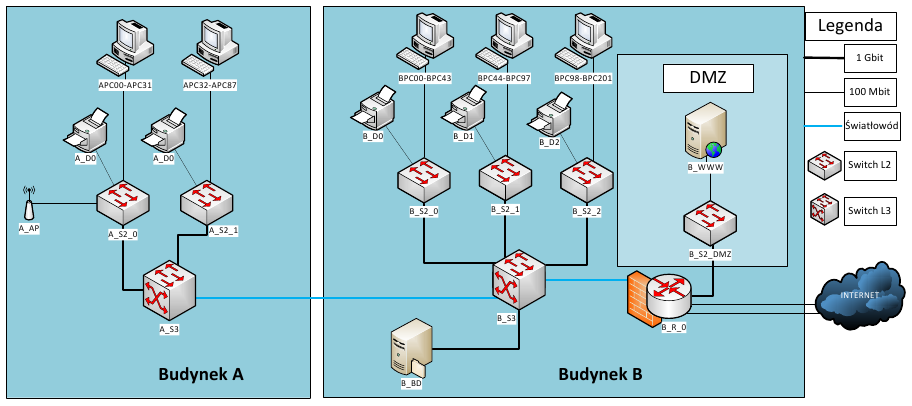 APC00-APC31
APC32-APC87
A_D0
A_D0
A_AP
A_S2_0
A_S2_1
A_S3
Budynek A
BPC00-BPC43
BPC44-BPC97
BPC98-BPC201
B_D0
B_D1
B_D2
B_S2_0
B_S2_1
B_S2_2
B_S3
B_BD
Budynek B
DMZ
B_WWW
B_S2_DMZ
B_R_0
INTERNET
Legenda
1 Gbit
100 Mbit
Światłowód
Switch L2
Switch L3